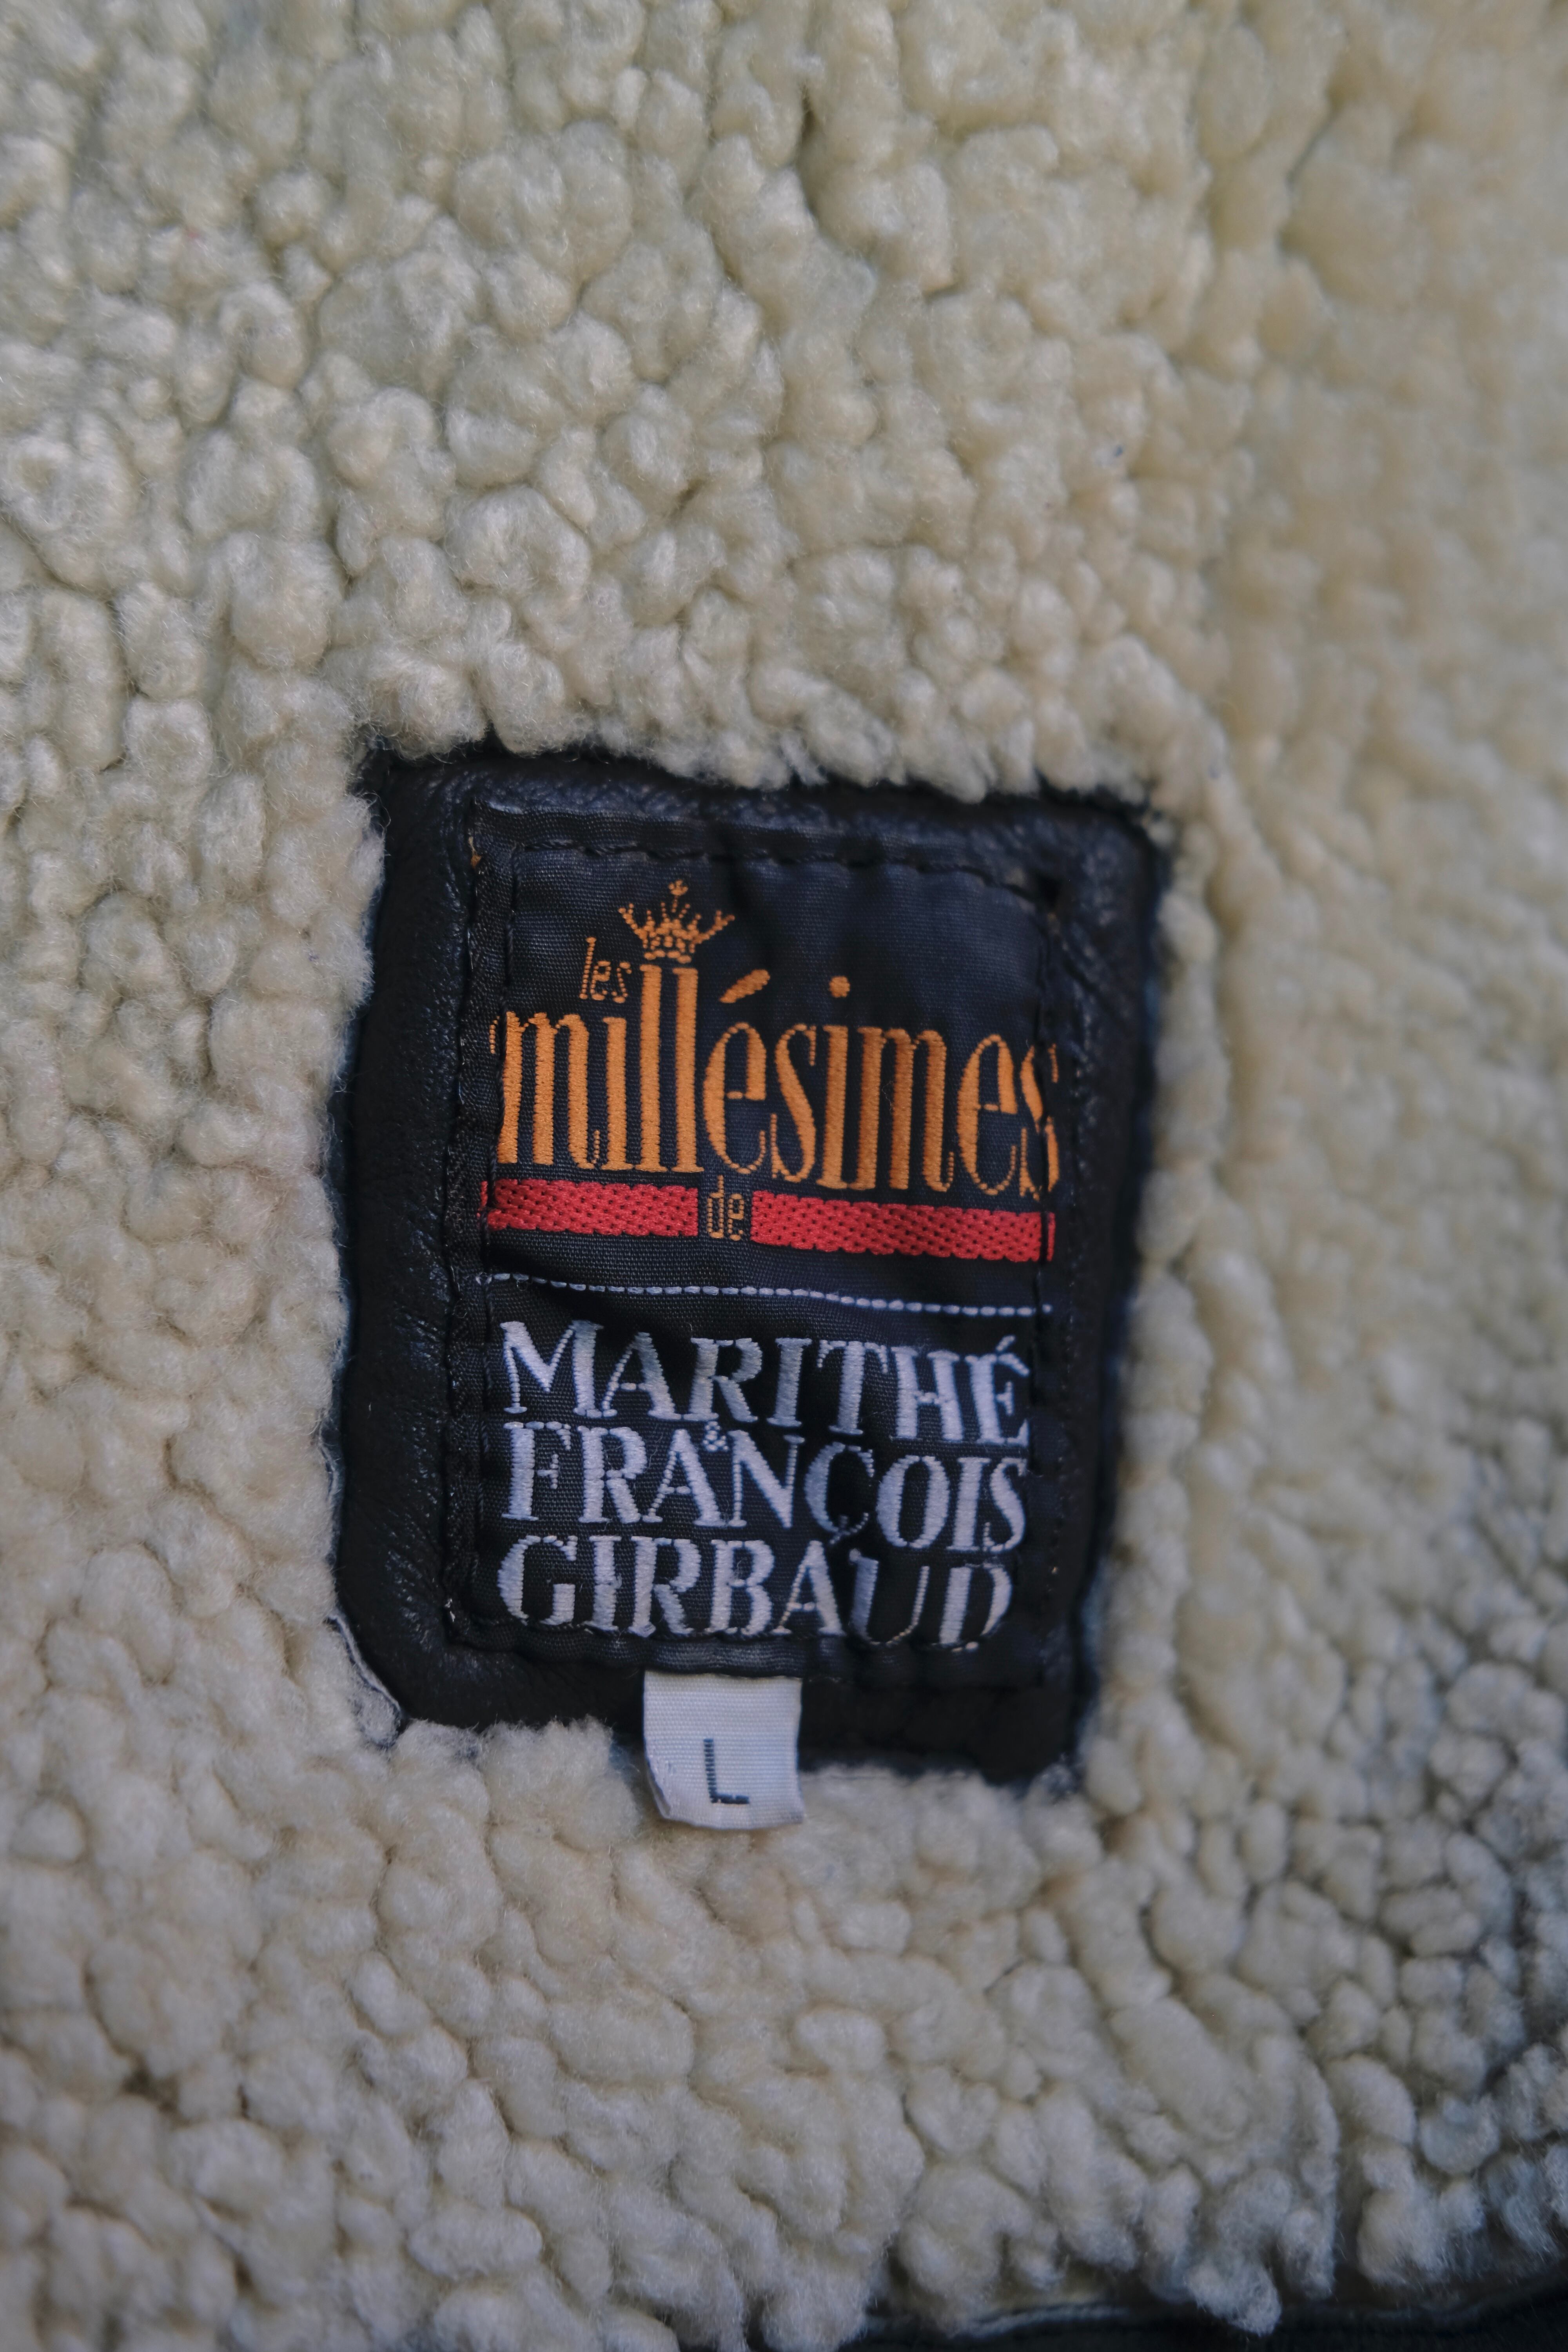 les
millésimes
de
MARITHÉ
&
FRANÇOIS
GIRBAUD
L